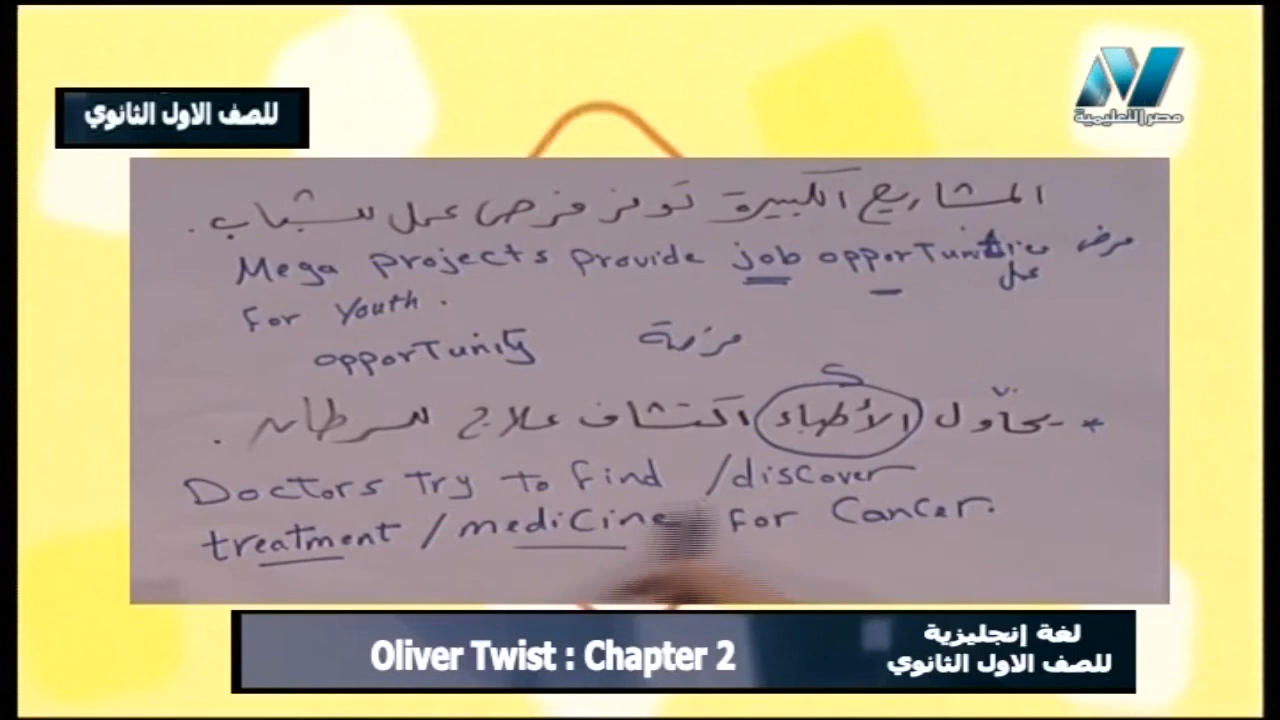 للصف الاول الثانوي
مصر التعليمية
المشاريع الكبيرة توفر فرص عمل للشباب .
Mega projects provide job opportunities فرص عمل
For Youth .
opportunity فرصة
* يحاول الأطباء اكتشاف علاج للسرطان .
Doctors try to find / discover
treatment / medicine for Cancer.
لغة إنجليزية
Oliver Twist : Chapter 2
للصف الاول الثانوي